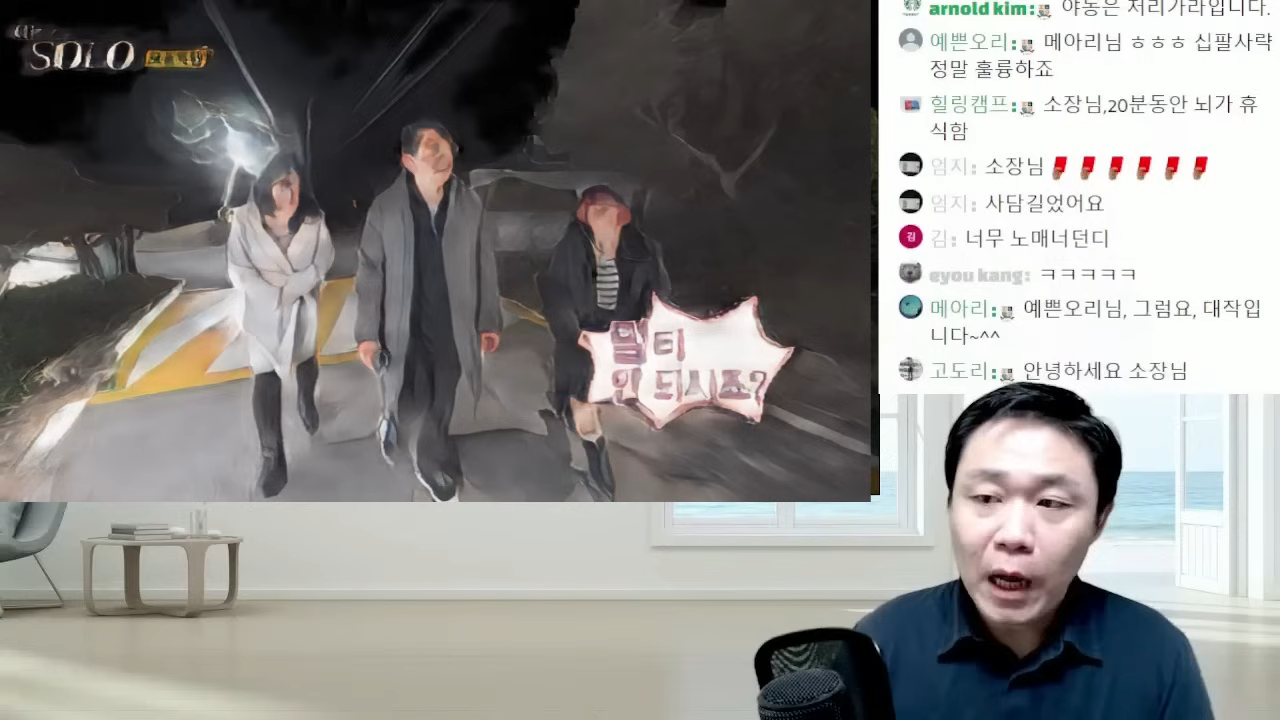 SOLO
멀티
안 되시죠?
arnold kim: 야동은 저리가라입니다.
예쁜오리: 메아리님 ㅎㅎㅎ 십팔사략
정말 훌륭하죠
힐링캠프: 소장님,20분동안 뇌가 휴
식함
엄지: 소장님
엄지: 사담길었어요
김
김: 너무 노매너던디
eyou kang: ㅋㅋㅋㅋㅋ
메아리: 예쁜오리님, 그럼요, 대작입
니다~^^
고도리: 안녕하세요 소장님